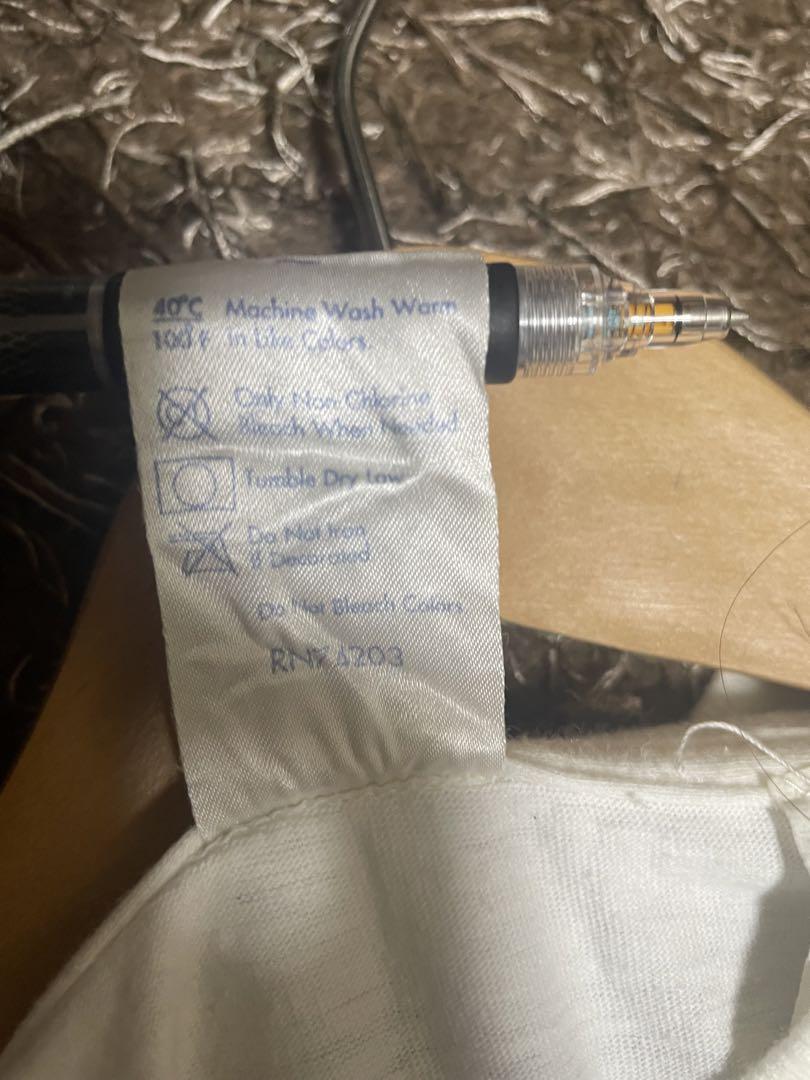 40°C Machine Wash Warm
100°F In Like Colors.
Only Non-Chlorine
Bleach When Needed
Tumble Dry Low
Do Not Iron
If Decorated
Do Not Bleach Colors